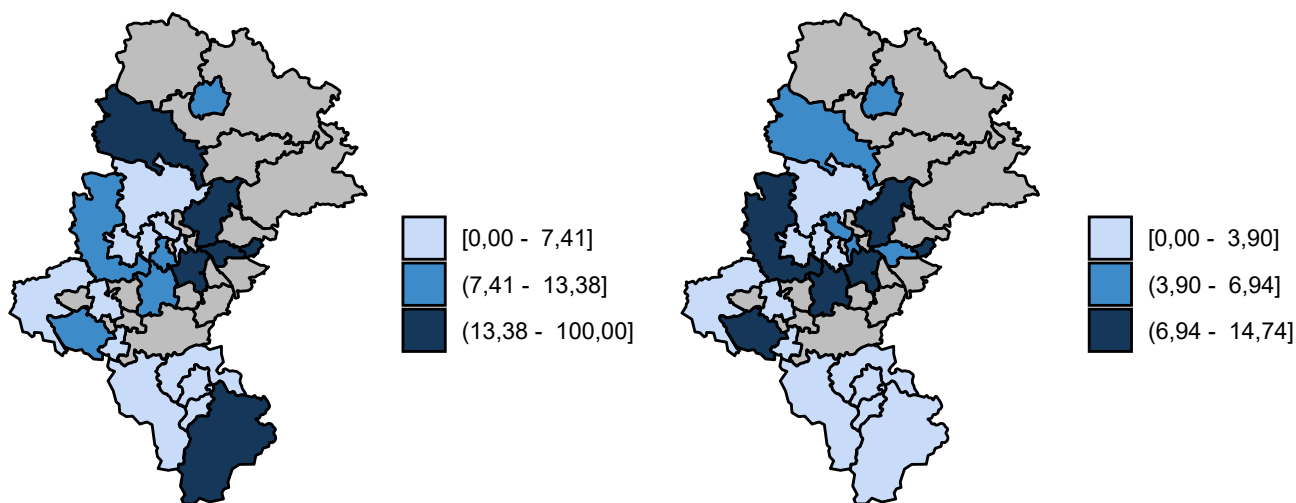 [0,00 - 7,41]
(7,41 - 13,38]
(13,38 - 100,00]
[0,00 - 3,90]
(3,90 - 6,94]
(6,94 - 14,74]